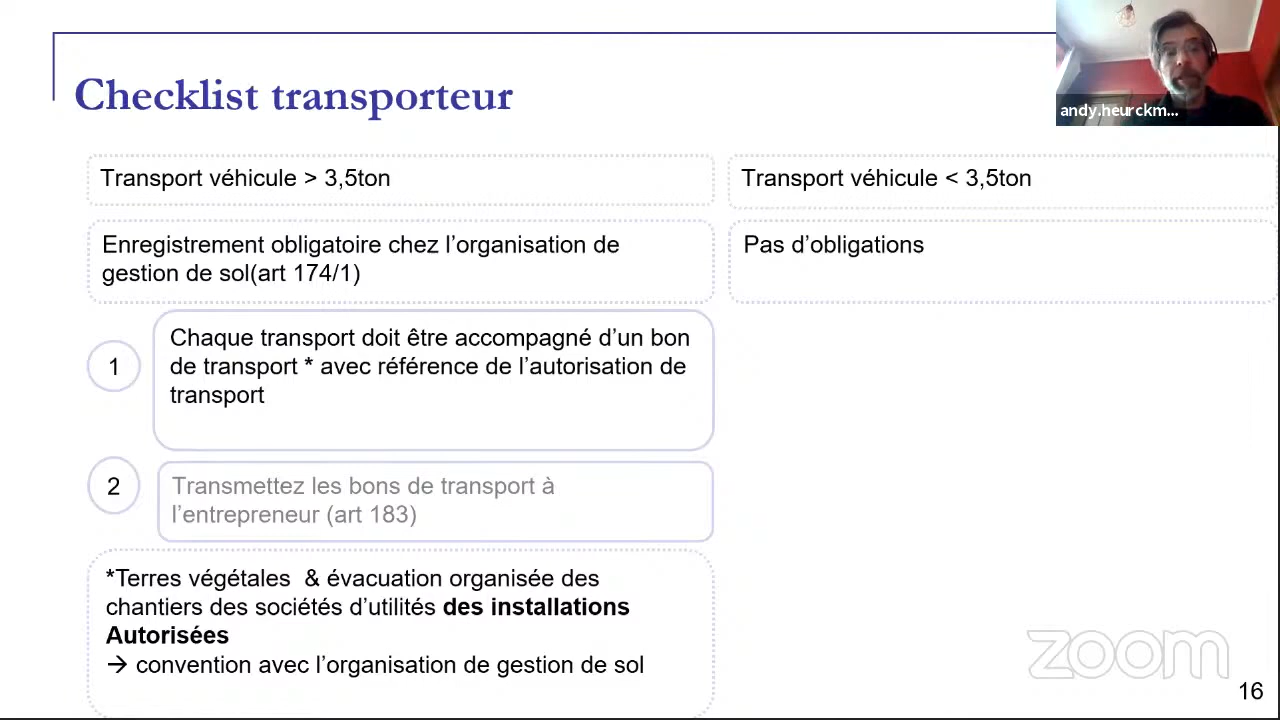 Checklist transporteur
andy.heurckm...
Transport véhicule > 3,5ton
Transport véhicule < 3,5ton
Enregistrement obligatoire chez l’organisation de
gestion de sol(art 174/1)
Pas d’obligations
1
Chaque transport doit être accompagné d’un bon
de transport * avec référence de l’autorisation de
transport
2
Transmettez les bons de transport à
l’entrepreneur (art 183)
*Terres végétales & évacuation organisée des
chantiers des sociétés d’utilités des installations
Autorisées
→ convention avec l’organisation de gestion de sol
zoom
16